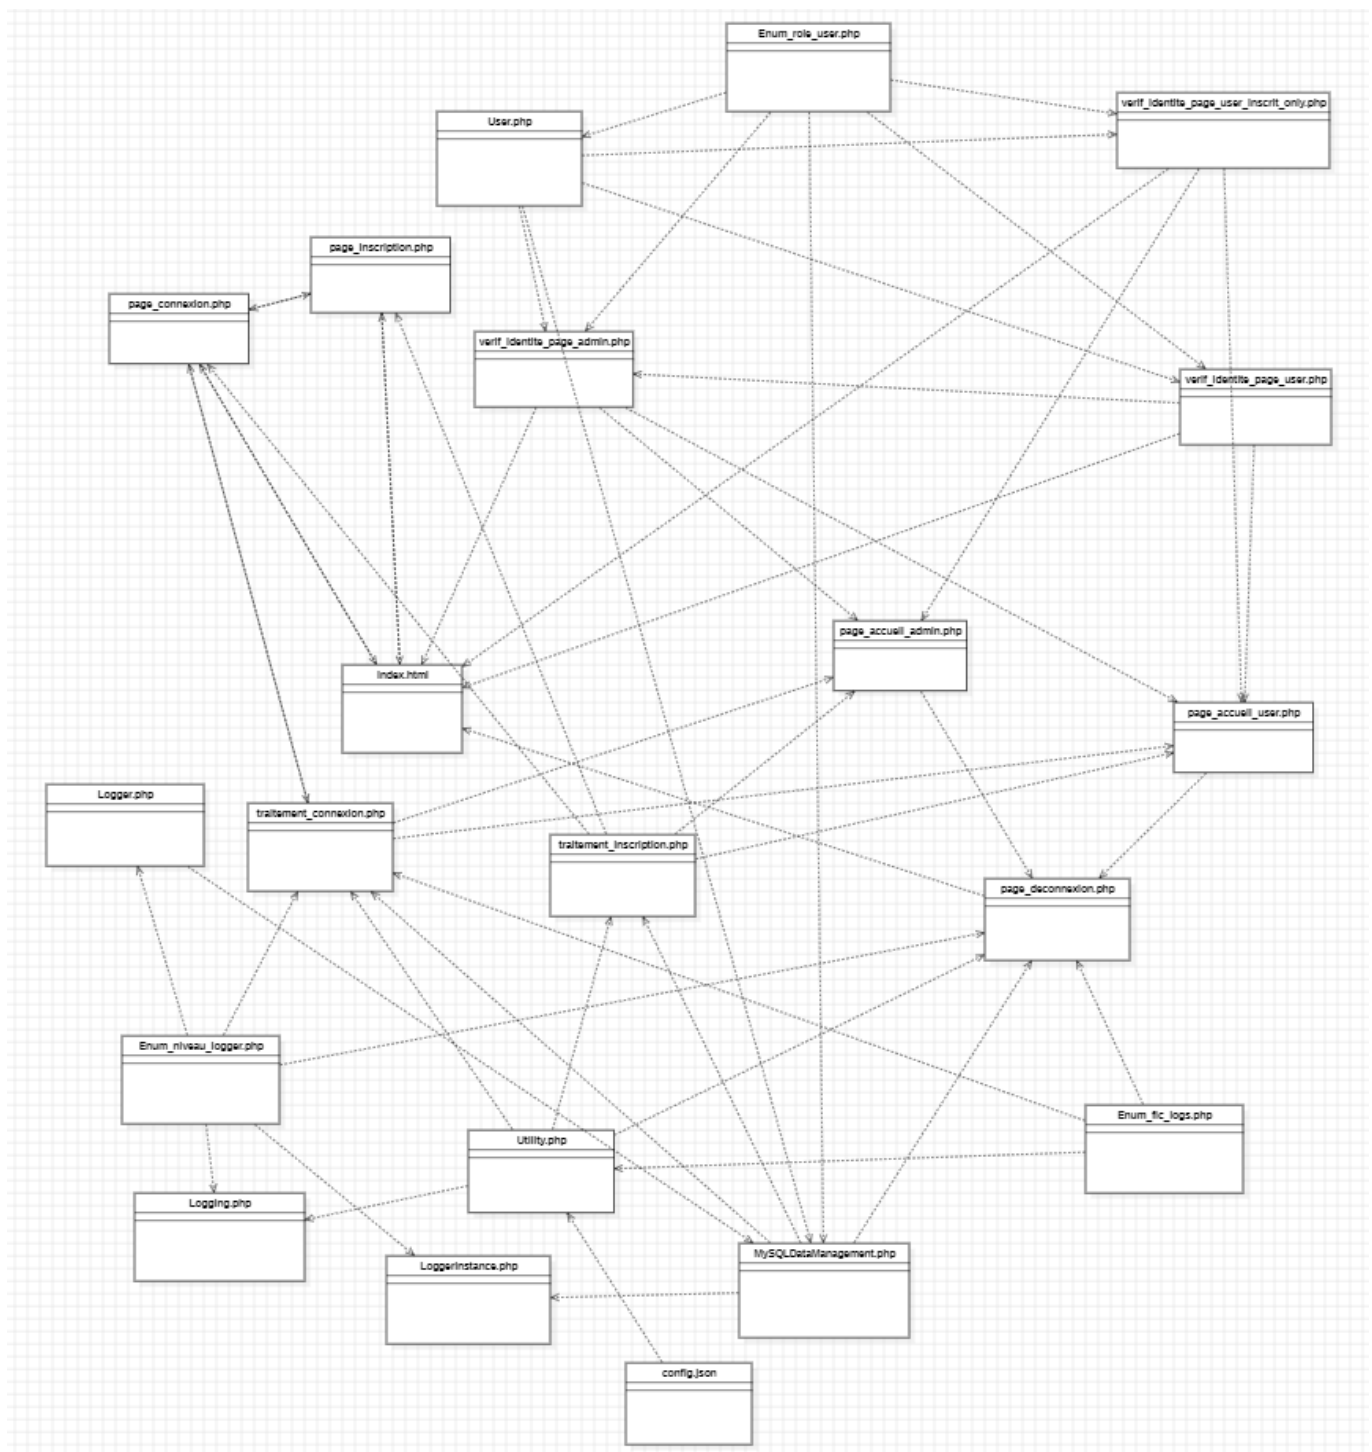 Enum_role_user.php
verif_identite_page_user_inscrit_only.php
User.php
page_inscription.php
page_connexion.php
verif_identite_page_admin.php
verif_identite_page_user.php
page_accueil_admin.php
index.html
page_accueil_user.php
Logger.php
traitement_connexion.php
traitement_inscription.php
page_deconnexion.php
Enum_niveau_logger.php
Enum_fic_logs.php
Utility.php
Logging.php
MySQLDataManagement.php
LoggerInstance.php
config.json